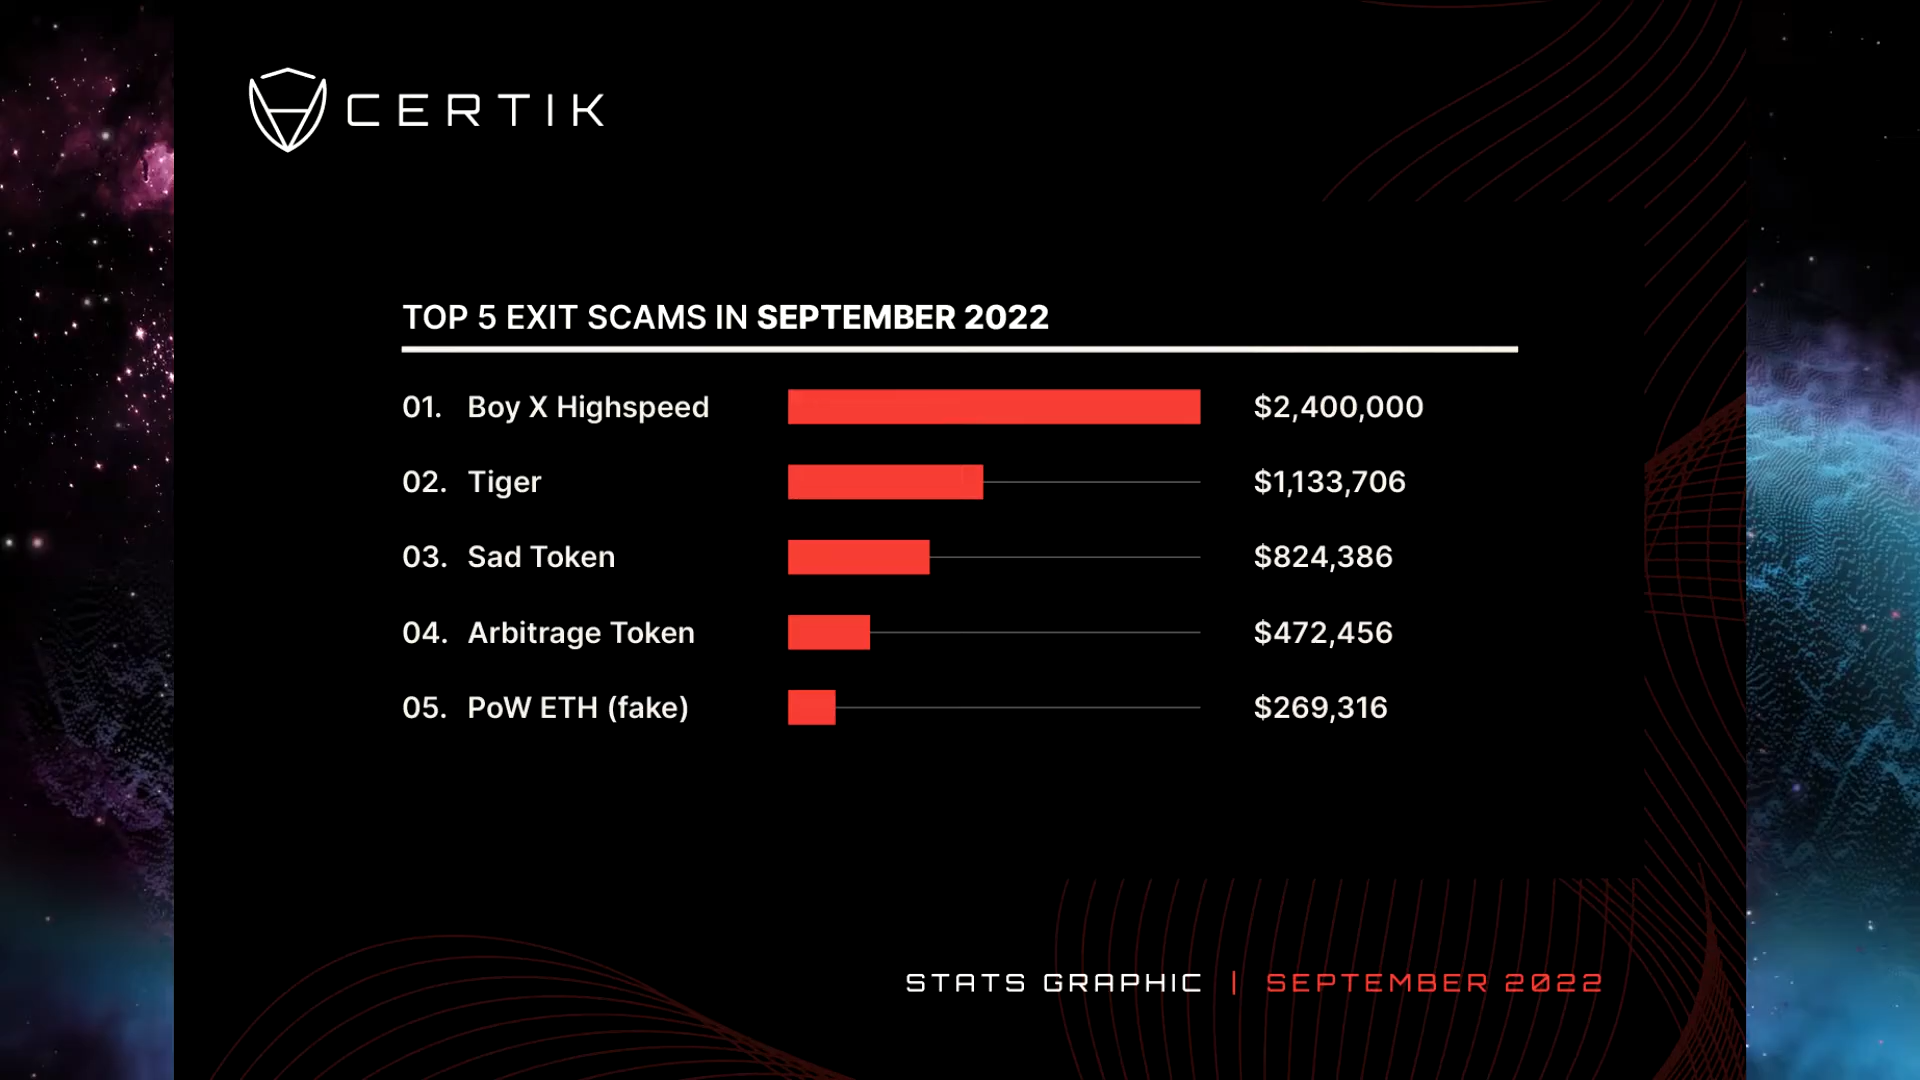 CERTIK
TOP 5 EXIT SCAMS IN SEPTEMBER 2022
01. Boy X Highspeed $2,400,000
02. Tiger $1,133,706
03. Sad Token $824,386
04. Arbitrage Token $472,456
05. PoW ETH (fake) $269,316
STATS GRAPHIC | SEPTEMBER 2022